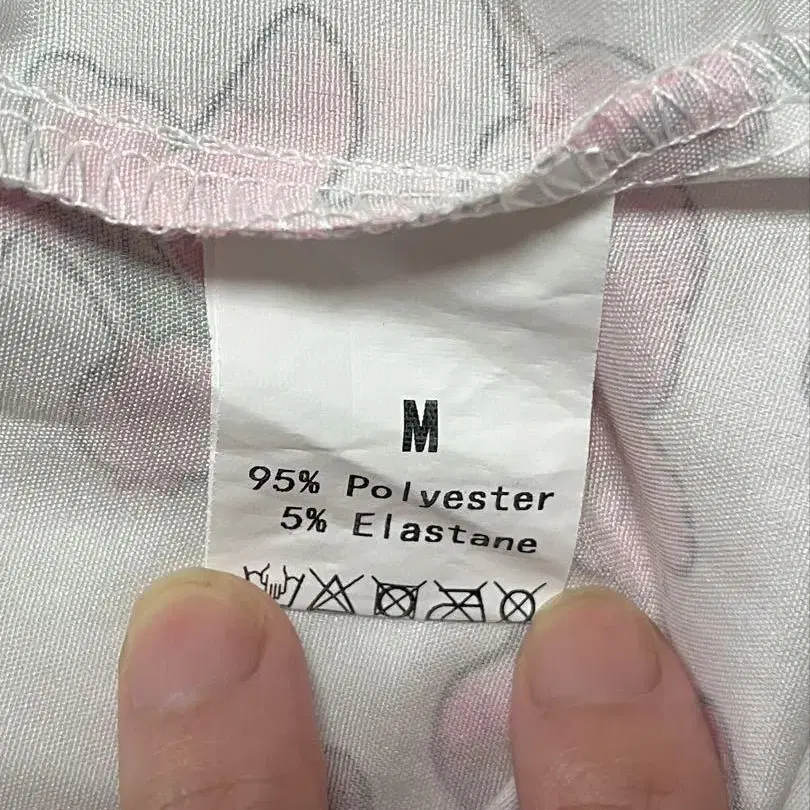 M
95% Polyester
5% Elastane